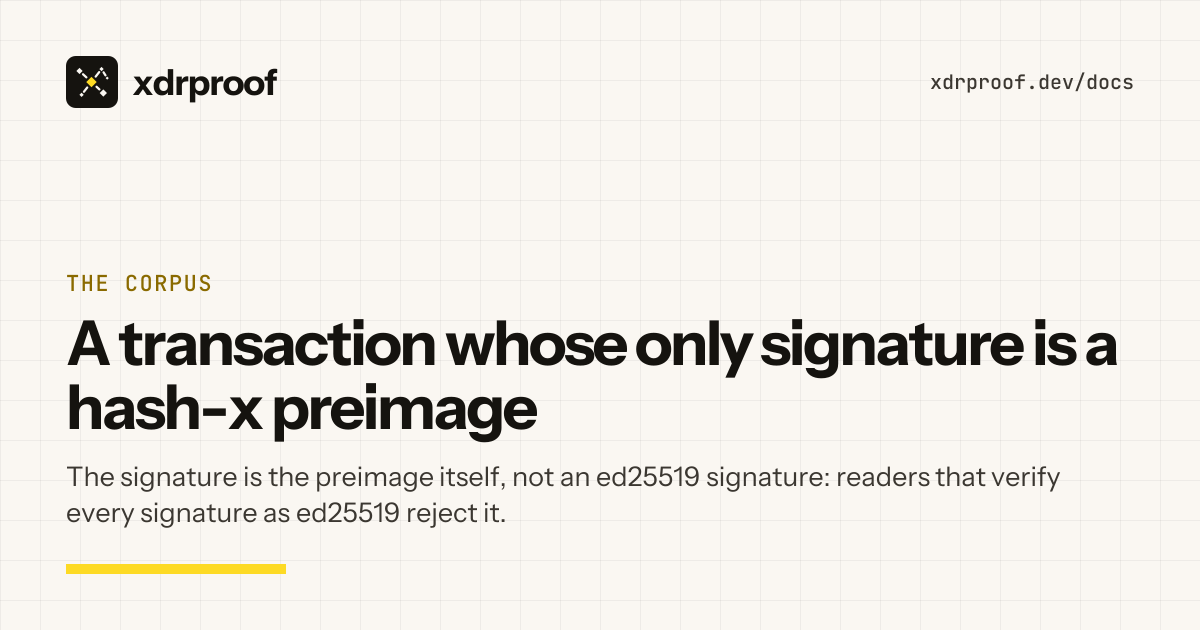 xdrproof
xdrproof.dev/docs
THE CORPUS
A transaction whose only signature is a
hash-x preimage
The signature is the preimage itself, not an ed25519 signature: readers that verify
every signature as ed25519 reject it.